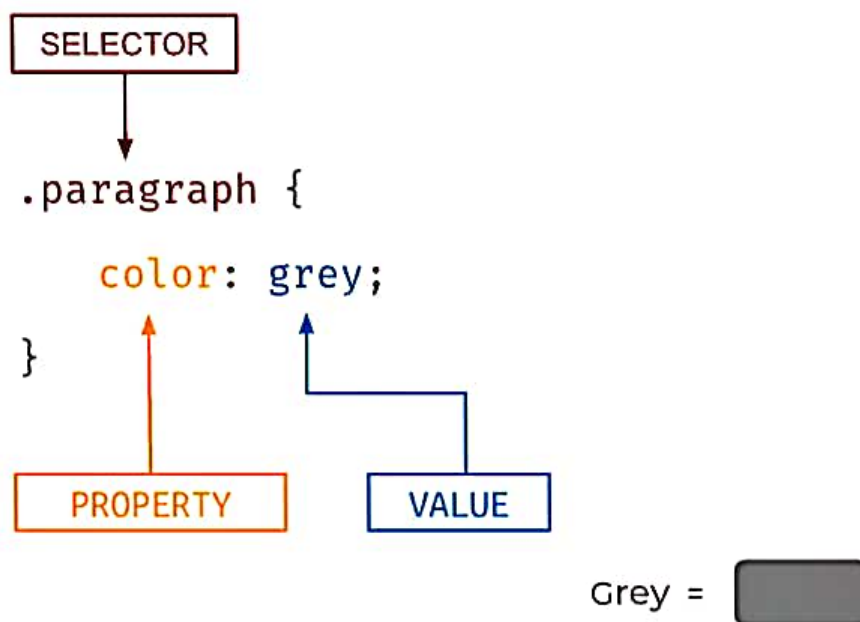 SELECTOR
.paragraph {
color: grey;
}
PROPERTY
VALUE
Grey =